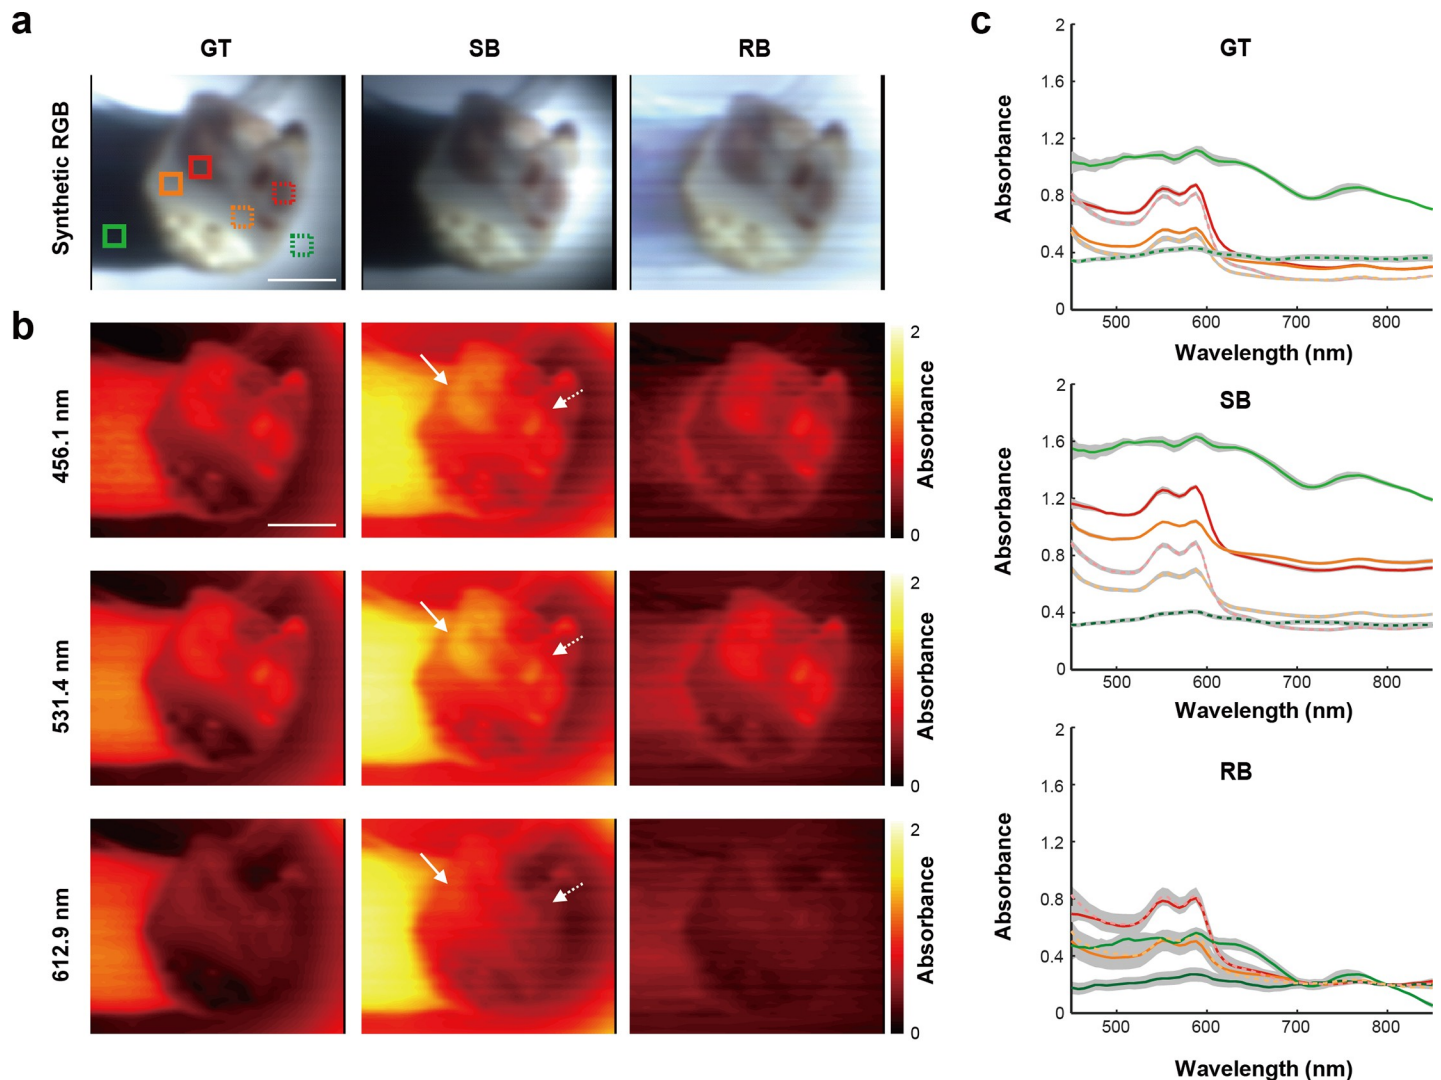 a
GT
SB
RB
Synthetic RGB
b
456.1 nm
2
Absorbance
0
531.4 nm
2
Absorbance
0
612.9 nm
2
Absorbance
0
c
GT
2
1.6
1.2
0.8
0.4
0
Absorbance
500 600 700 800
Wavelength (nm)
SB
2
1.6
1.2
0.8
0.4
0
Absorbance
500 600 700 800
Wavelength (nm)
RB
2
1.6
1.2
0.8
0.4
0
Absorbance
500 600 700 800
Wavelength (nm)